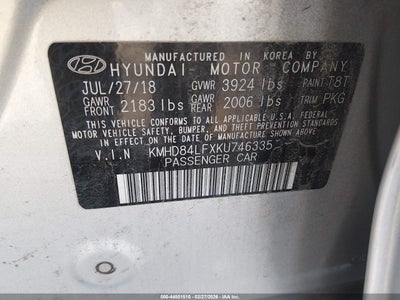 MANUFACTURED IN KOREA BY
HYUNDAI MOTOR COMPANY
JUL/27/18 GVWR 3924 lbs PAINT T8T
GAWR FRONT 2183 lbs GAWR REAR 2006 lbs TRIM PKG
THIS VEHICLE CONFORMS TO ALL APPLICABLE U.S.A. FEDERAL
MOTOR VEHICLE SAFETY, BUMPER, AND THEFT
PREVENTION STANDARDS IN EFFECT ON THE DATE OF
MANUFACTURE SHOWN ABOVE.
V.I.N KMHD84LFXKU746335
PASSENGER CAR